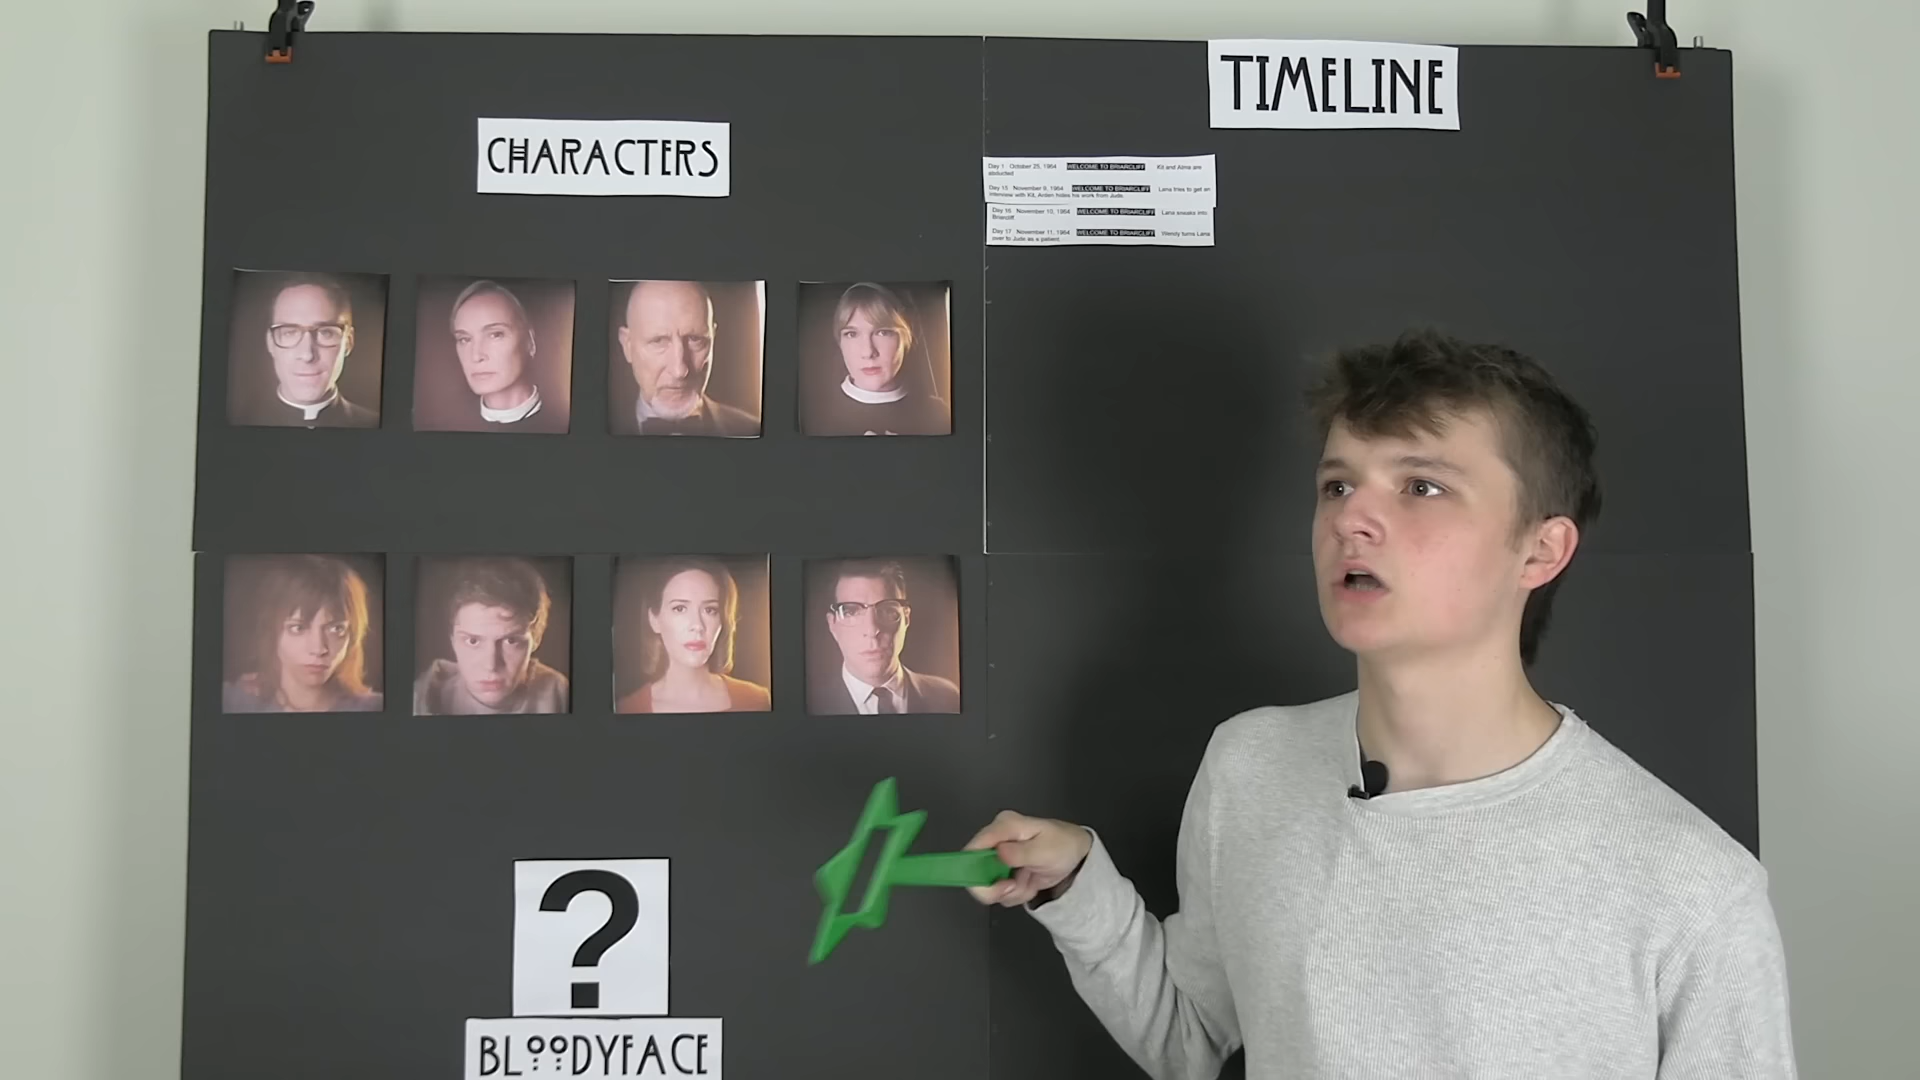 TIMELINE
CHARACTERS
Day 1 October 25, 1964 WELCOME TO BRIARCLIFF Kit and Alma are
abducted
Day 15 November 9, 1964 WELCOME TO BRIARCLIFF Lana tries to get an
interview with Kit, Arden hides his work from Jude
Day 16 November 10, 1964 WELCOME TO BRIARCLIFF Lana sneaks into
Briarcliff
Day 17 November 11, 1964 WELCOME TO BRIARCLIFF Wendy turns Lana
over to Jude as a patient
?
BLOODYFACE